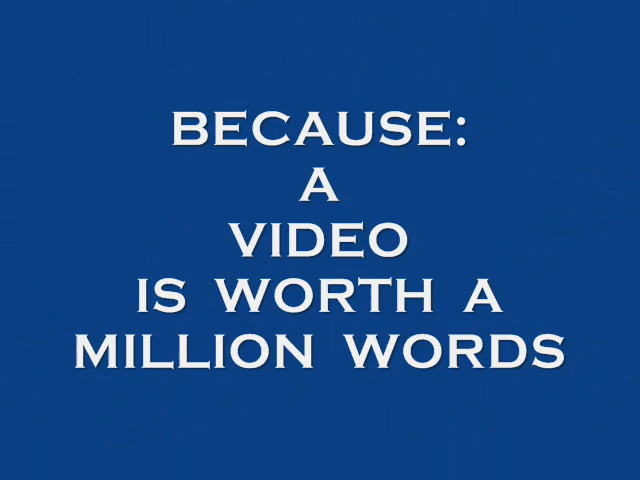 BECAUSE:
A
VIDEO
IS WORTH A
MILLION WORDS